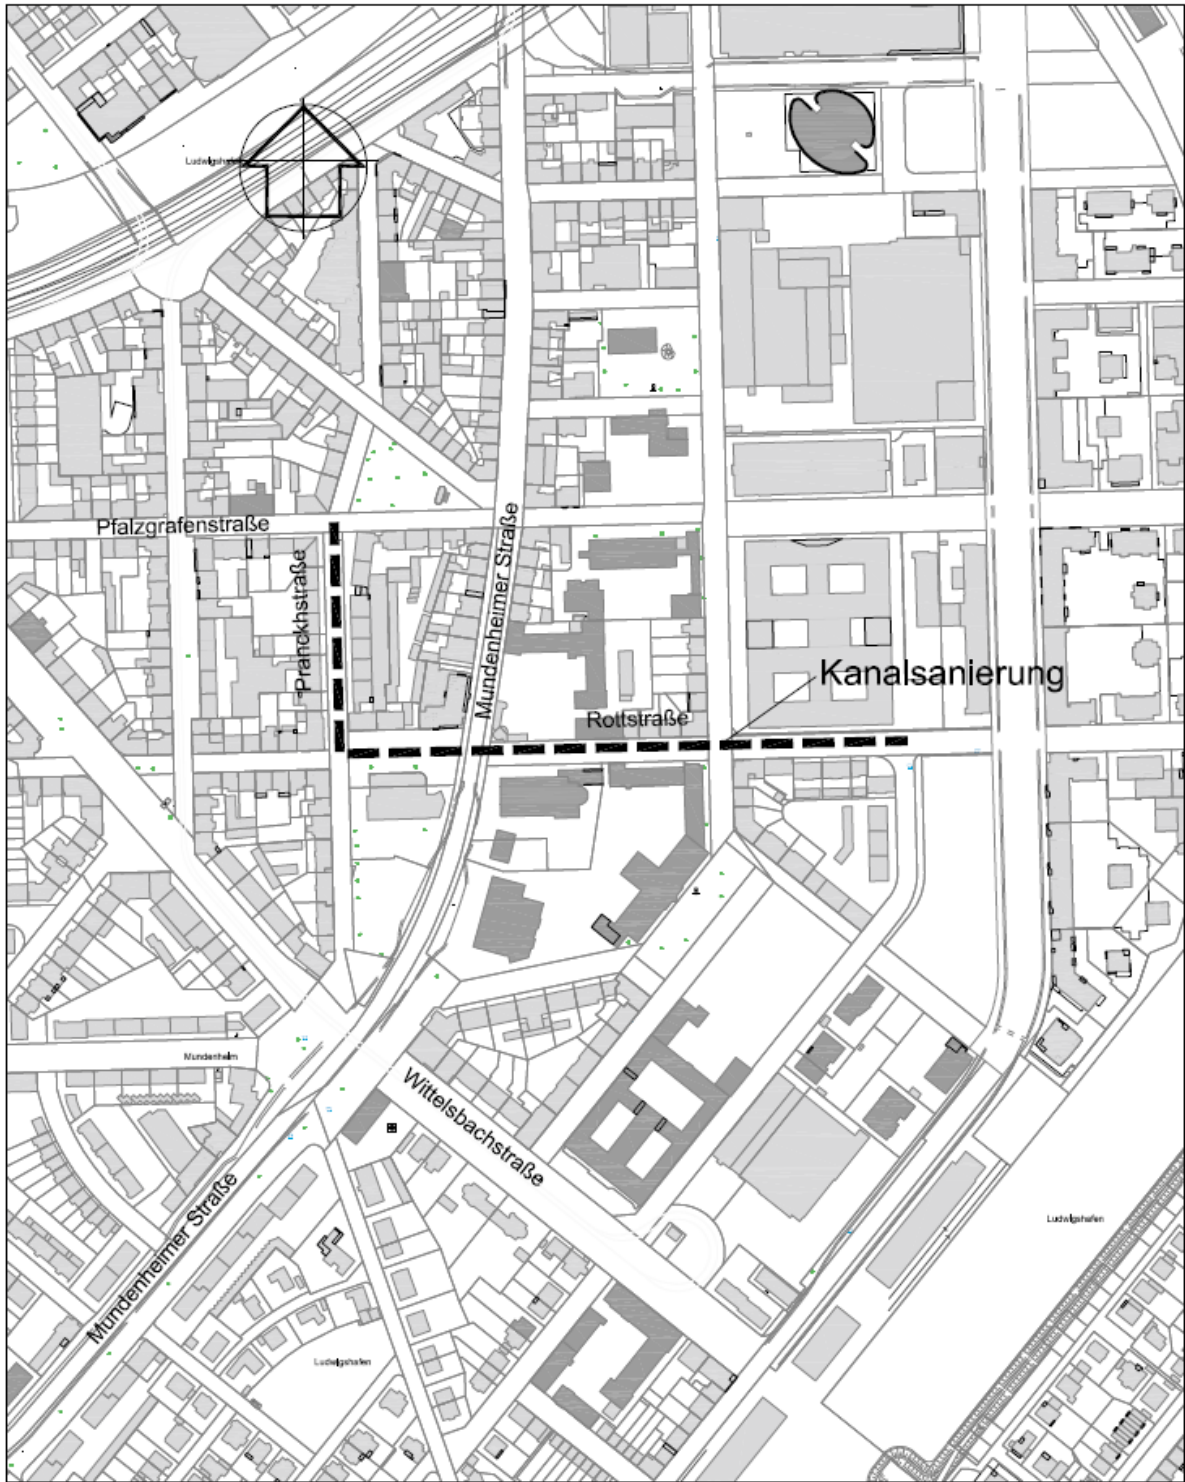 Ludwigshafen
Pfalzgrafenstraße
Pranckhstraße
Mundenheimer Straße
Kanalsanierung
Rottstraße
Mundenheim
Wittelsbachstraße
Mundenheimer Straße
Ludwigshafen
Ludwigshafen